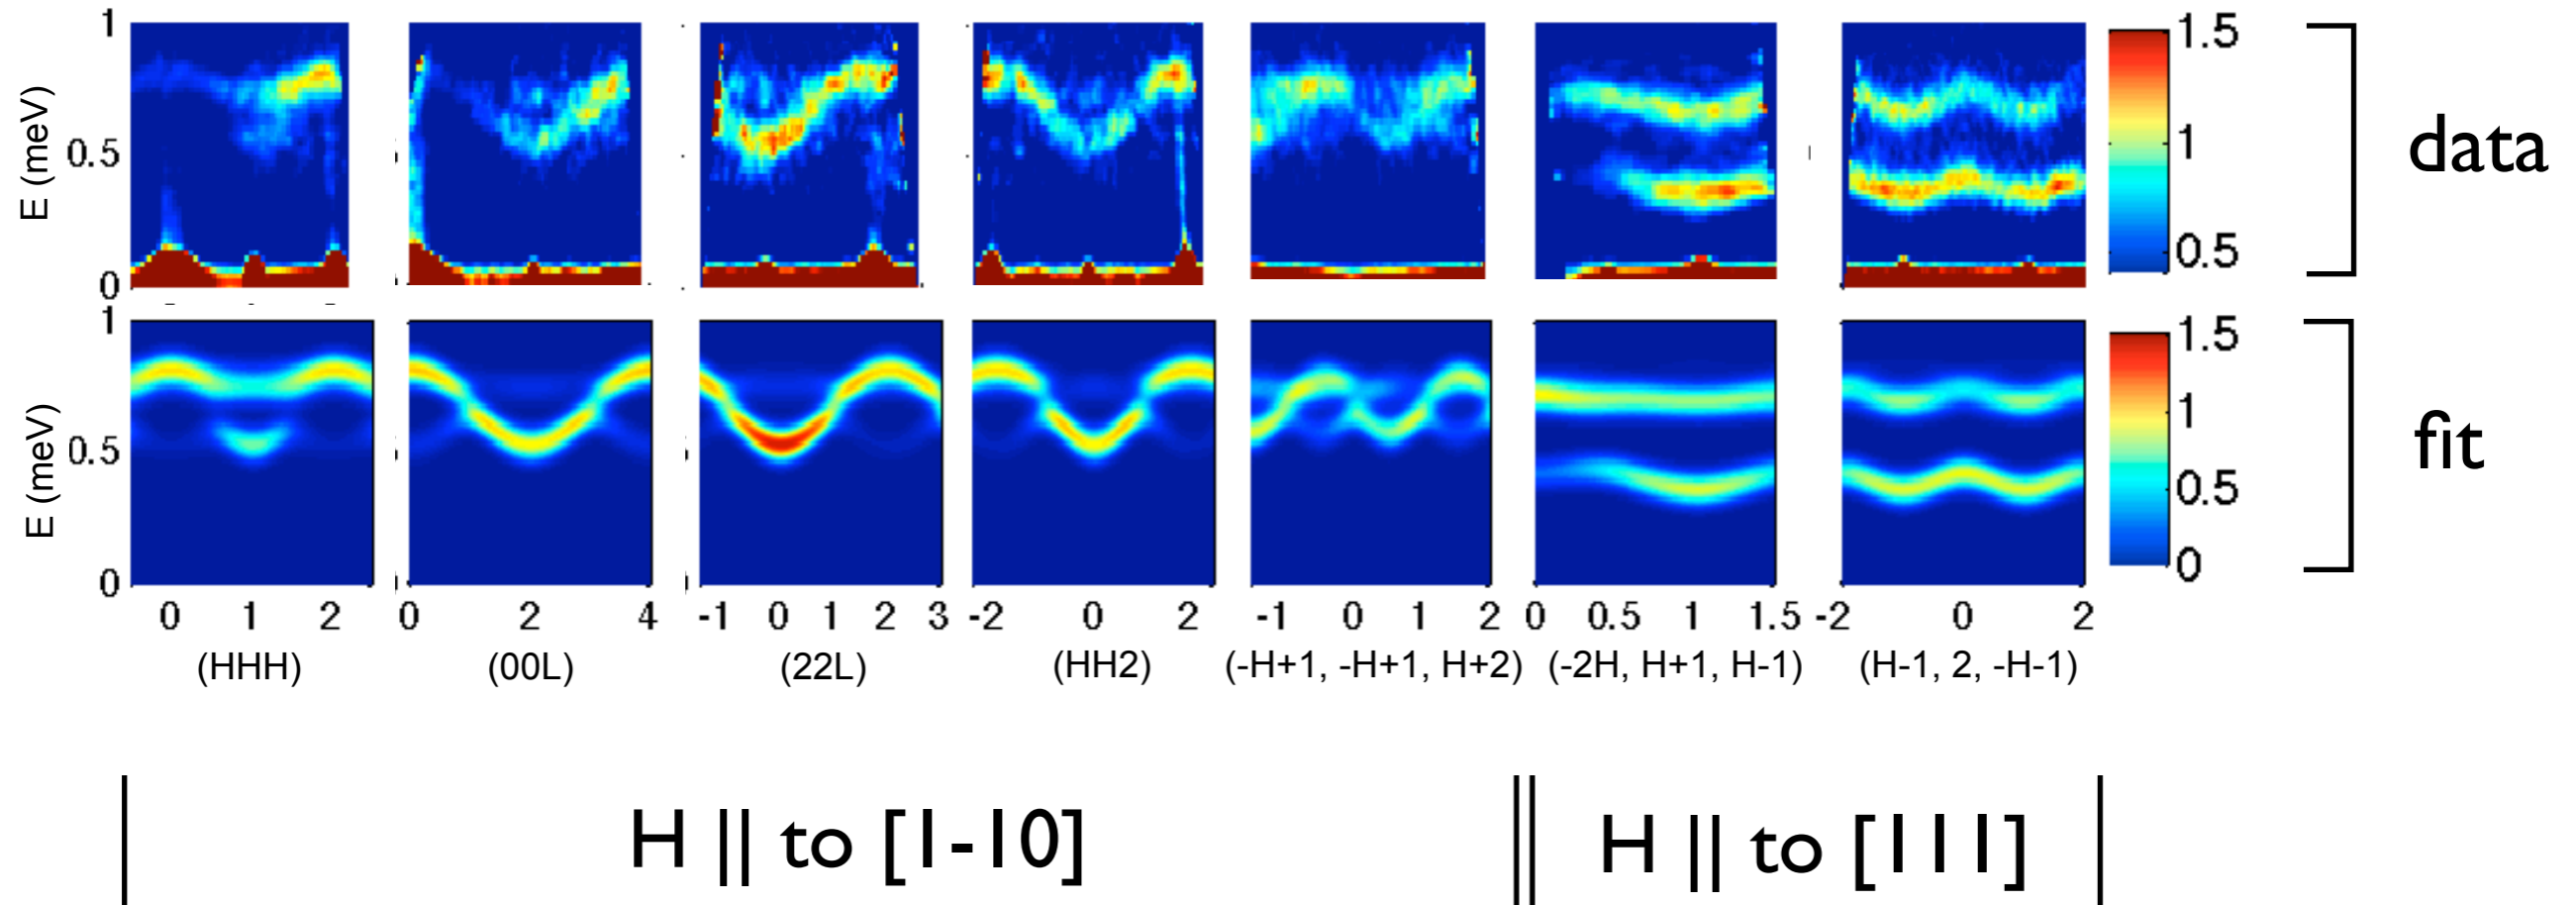 1
E (meV)
0.5
0
1.5
1
0.5
data
1
E (meV)
0.5
0
1.5
1
0.5
0
fit
0 1 2 0 2 4 -1 0 1 2 3 -2 0 2 -1 0 1 2 0 0.5 1 1.5 -2 0 2
(HHH) (00L) (22L) (HH2) (-H+1, -H+1, H+2) (-2H, H+1, H-1) (H-1, 2, -H-1)
H || to [1-10] H || to [111]